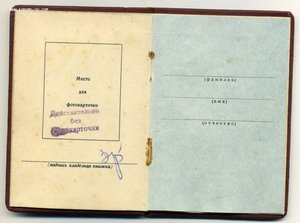 Место
для
фотокарточки
Действительно
без
фотокарточки
(подпись владельца книжки)
(фамилия)
(имя)
(отчество)